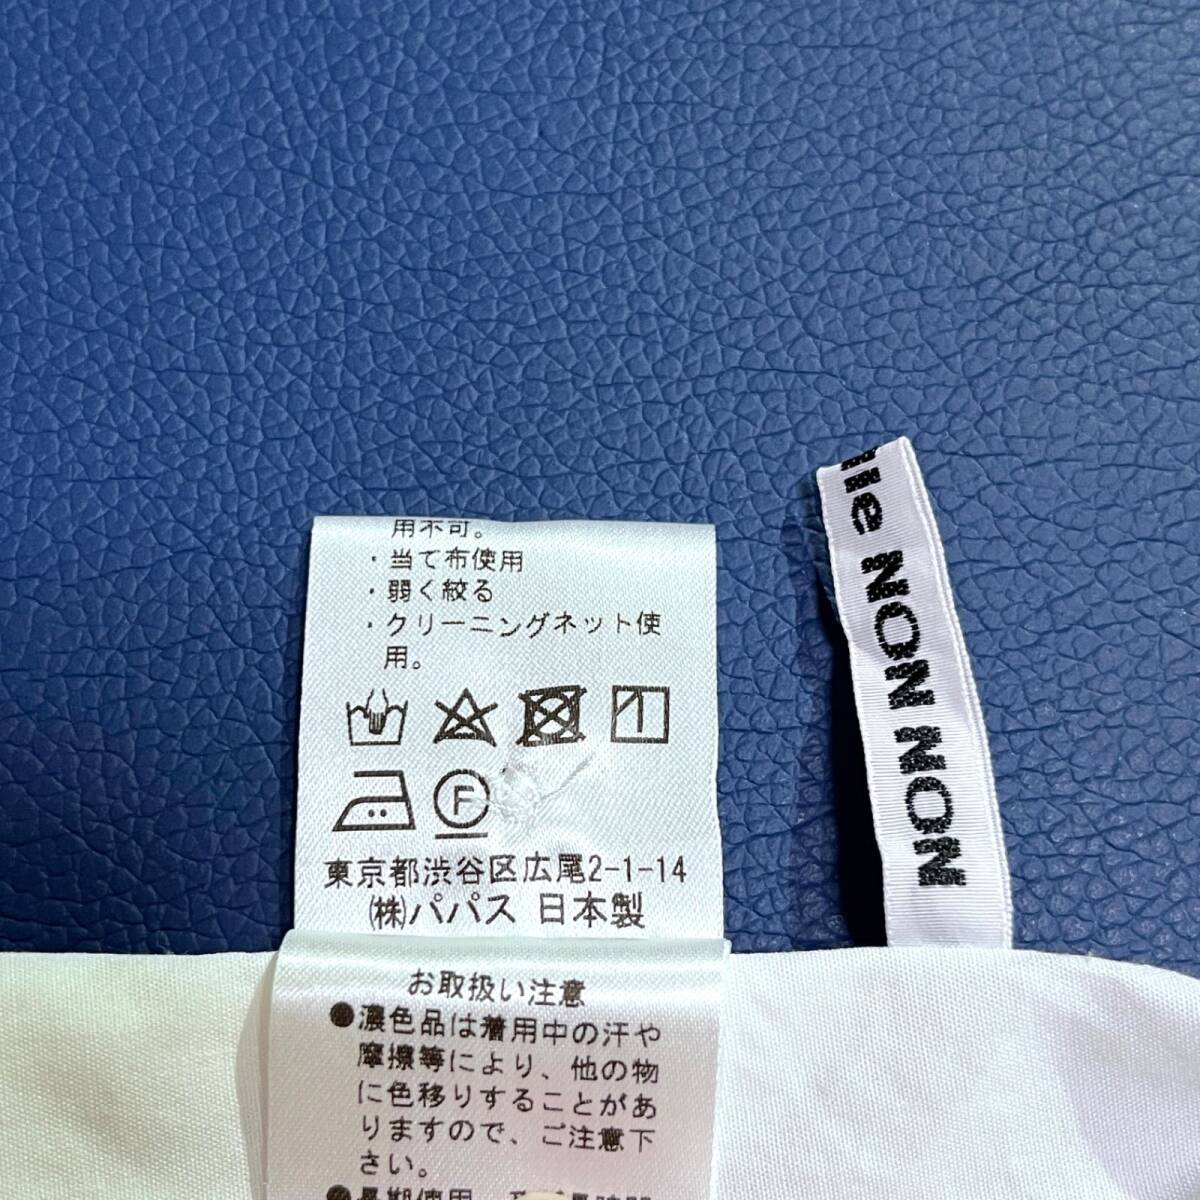 用不可。
・当て布使用
・弱く絞る
・クリーニングネット使
用。
F
東京都渋谷区広尾2-1-14
(株)パパス 日本製
お取扱い注意
●濃色品は着用中の汗や
摩擦等により、他の物
に色移りすることがあ
りますので、ご注意下
さい。
●長期使用、
NON NON